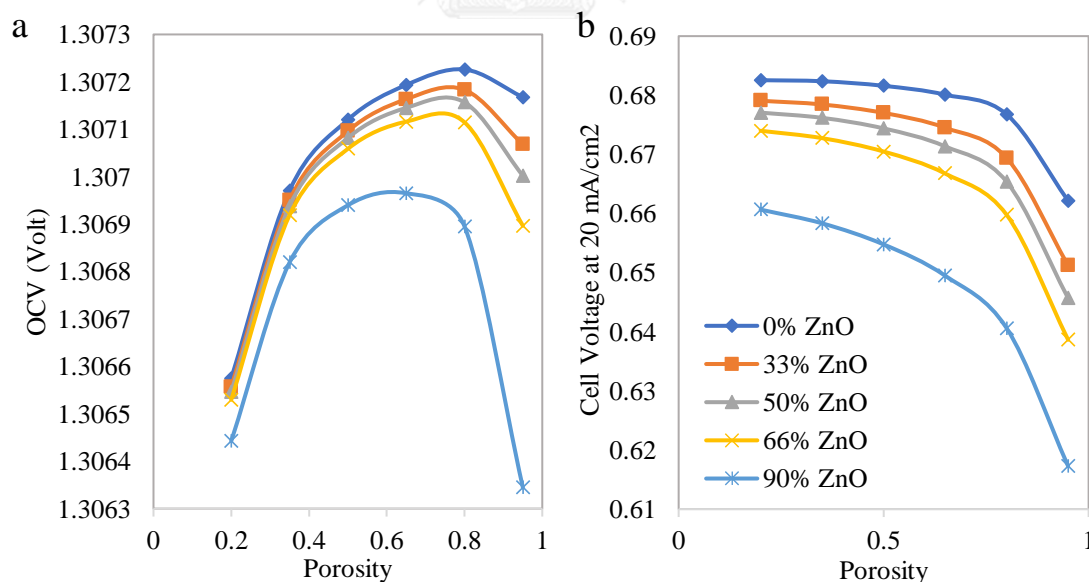 a
1.3073
1.3072
1.3071
1.307
1.3069
1.3068
1.3067
1.3066
1.3065
1.3064
1.3063
OCV (Volt)
0 0.2 0.4 0.6 0.8 1
Porosity
b
0.69
0.68
0.67
0.66
0.65
0.64
0.63
0.62
0.61
Cell Voltage at 20 mA/cm2
0% ZnO
33% ZnO
50% ZnO
66% ZnO
90% ZnO
0 0.5 1
Porosity